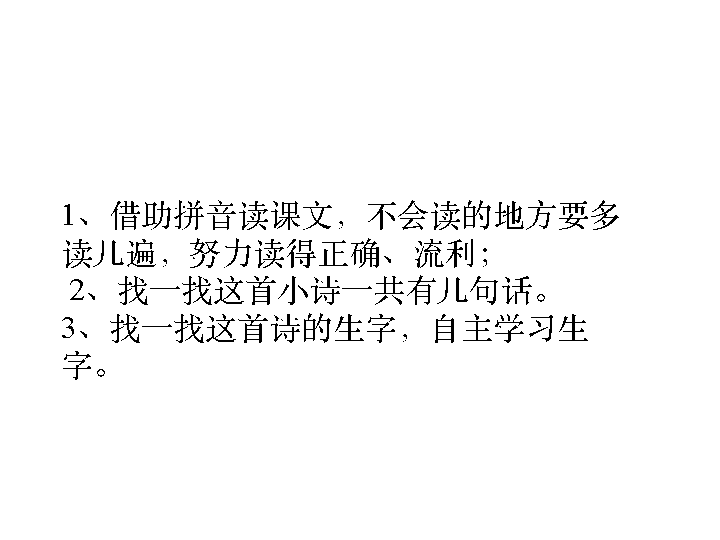 1、借助拼音读课文，不会读的地方要多
读几遍，努力读得正确、流利；
2、找一找这首小诗一共有几句话。
3、找一找这首诗的生字，自主学习生
字。